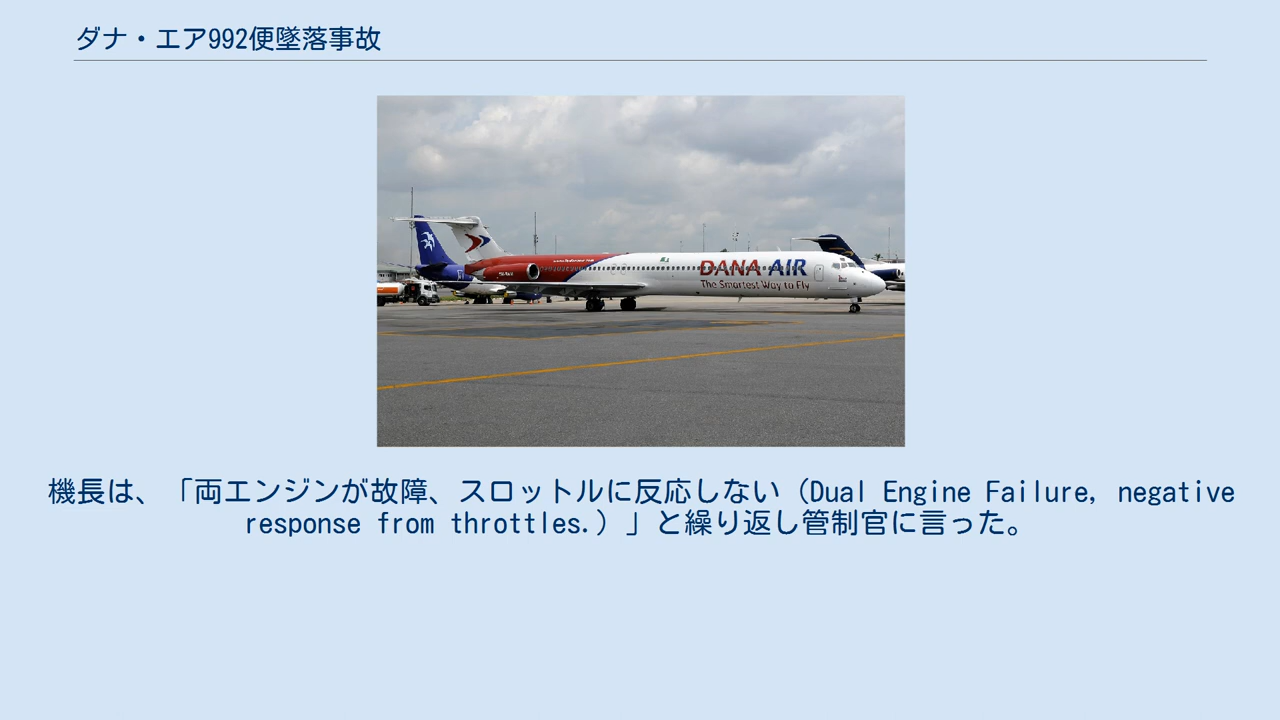 ダナ・エア992便墜落事故
DANA AIR
The Smartest Way to Fly
機長は、「両エンジンが故障、スロットルに反応しない（Dual Engine Failure, negative
response from throttles.）」と繰り返し管制官に言った。